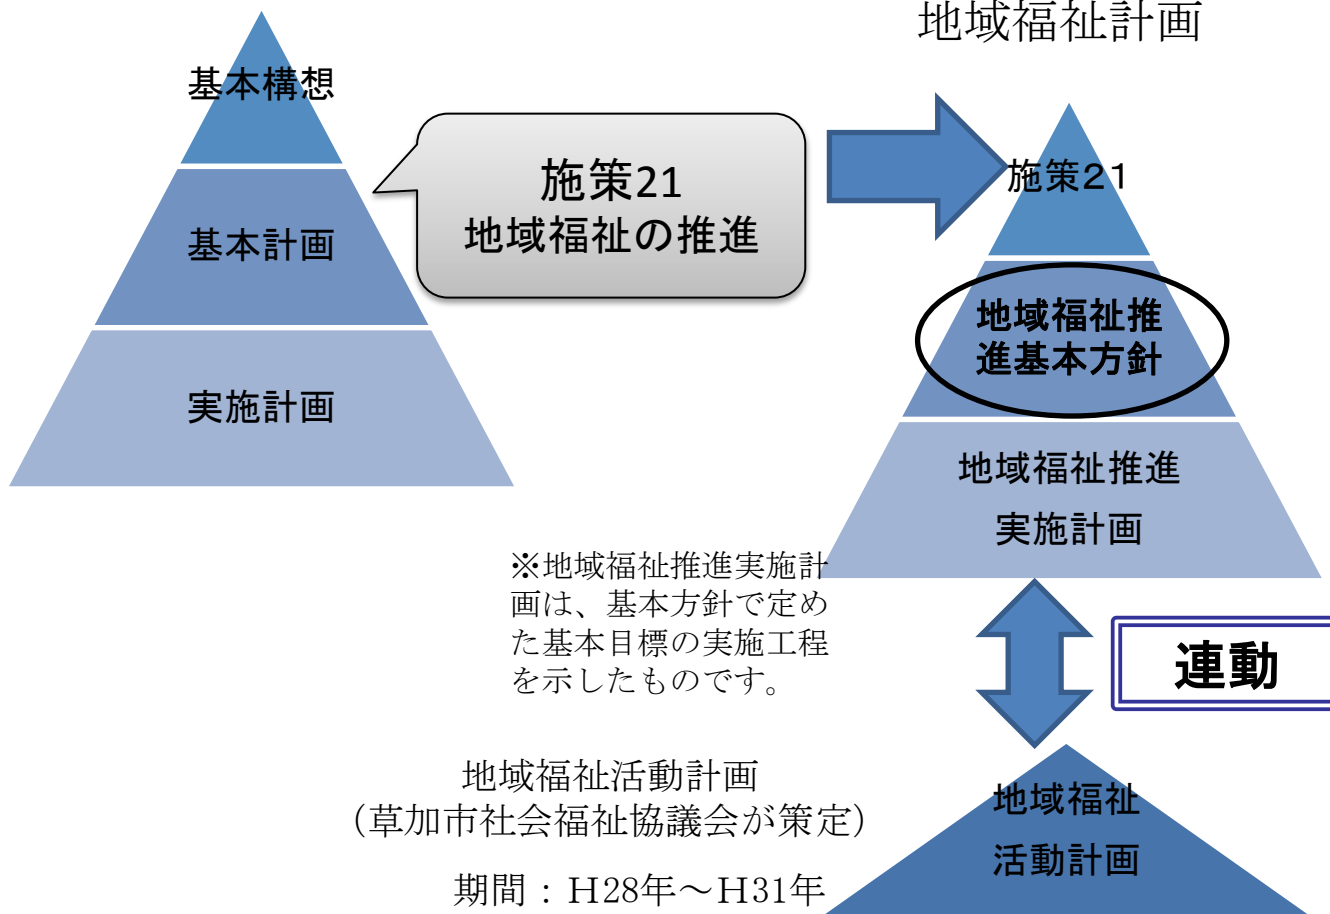 地域福祉計画
基本構想
基本計画
実施計画
施策21
地域福祉の推進
施策２１
地域福祉推
進基本方針
地域福祉推進
実施計画
※地域福祉推進実施計
画は、基本方針で定め
た基本目標の実施工程
を示したものです。
連動
地域福祉活動計画
（草加市社会福祉協議会が策定）
期間：Ｈ28年～Ｈ31年
地域福祉
活動計画